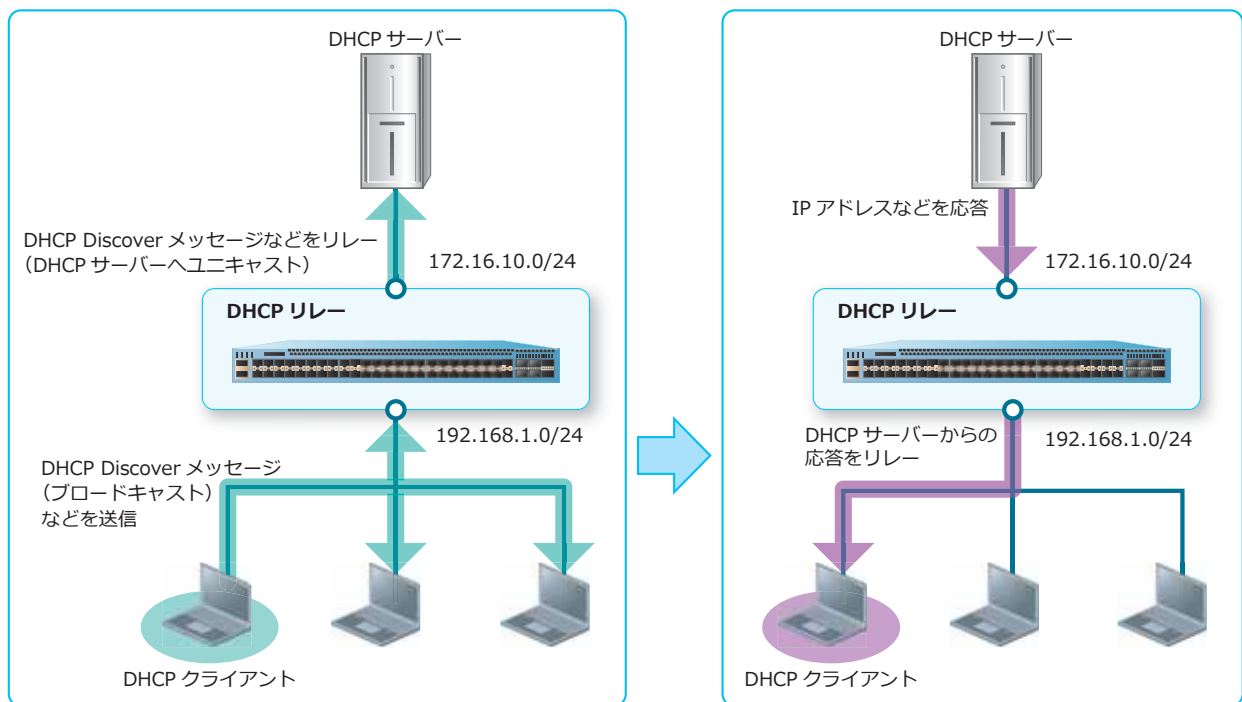 DHCP サーバー
DHCP Discover メッセージなどをリレー
（DHCP サーバーへユニキャスト）
172.16.10.0/24
DHCP リレー
192.168.1.0/24
DHCP Discover メッセージ
（ブロードキャスト）
などを送信
DHCP クライアント
DHCP サーバー
IP アドレスなどを応答
172.16.10.0/24
DHCP リレー
DHCP サーバーからの
応答をリレー
192.168.1.0/24
DHCP クライアント